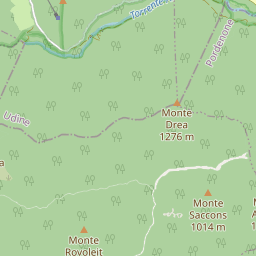 Torrente
Pordenone
Udine
Monte
Drea
1276 m
Monte
Saccons
1014 m
Monte
Rovoleit